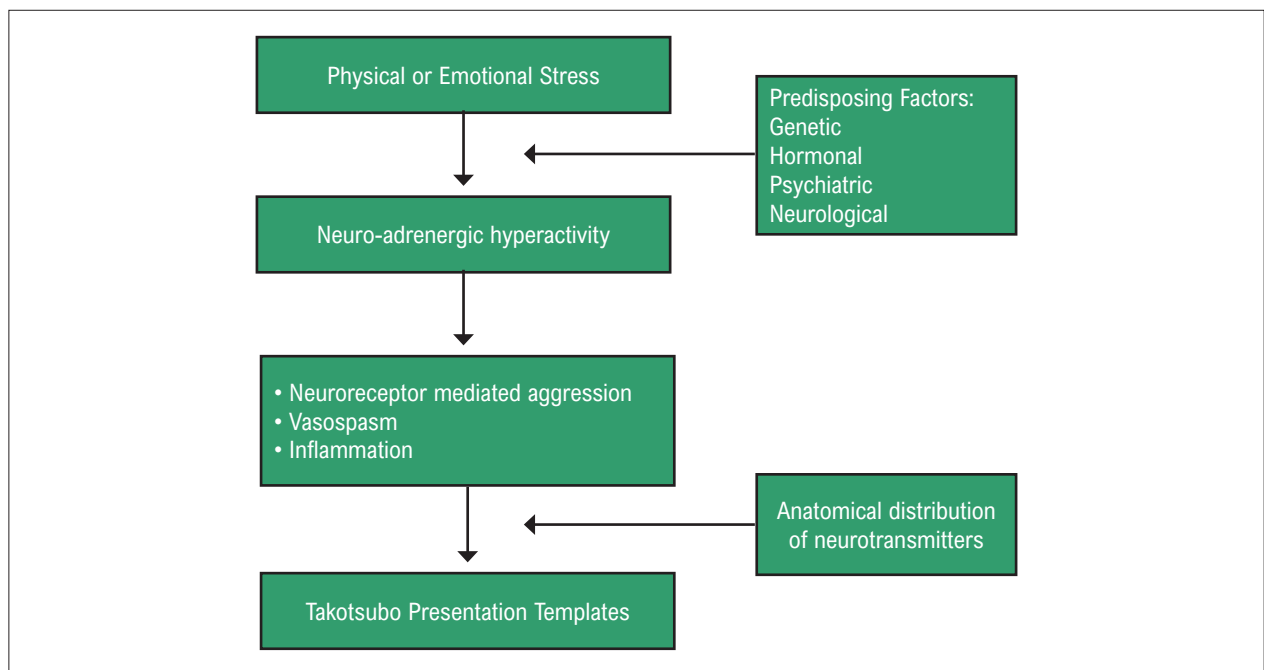 Physical or Emotional Stress
Predisposing Factors:
Genetic
Hormonal
Psychiatric
Neurological
Neuro-adrenergic hyperactivity
• Neuroreceptor mediated aggression
• Vasospasm
• Inflammation
Anatomical distribution
of neurotransmitters
Takotsubo Presentation Templates